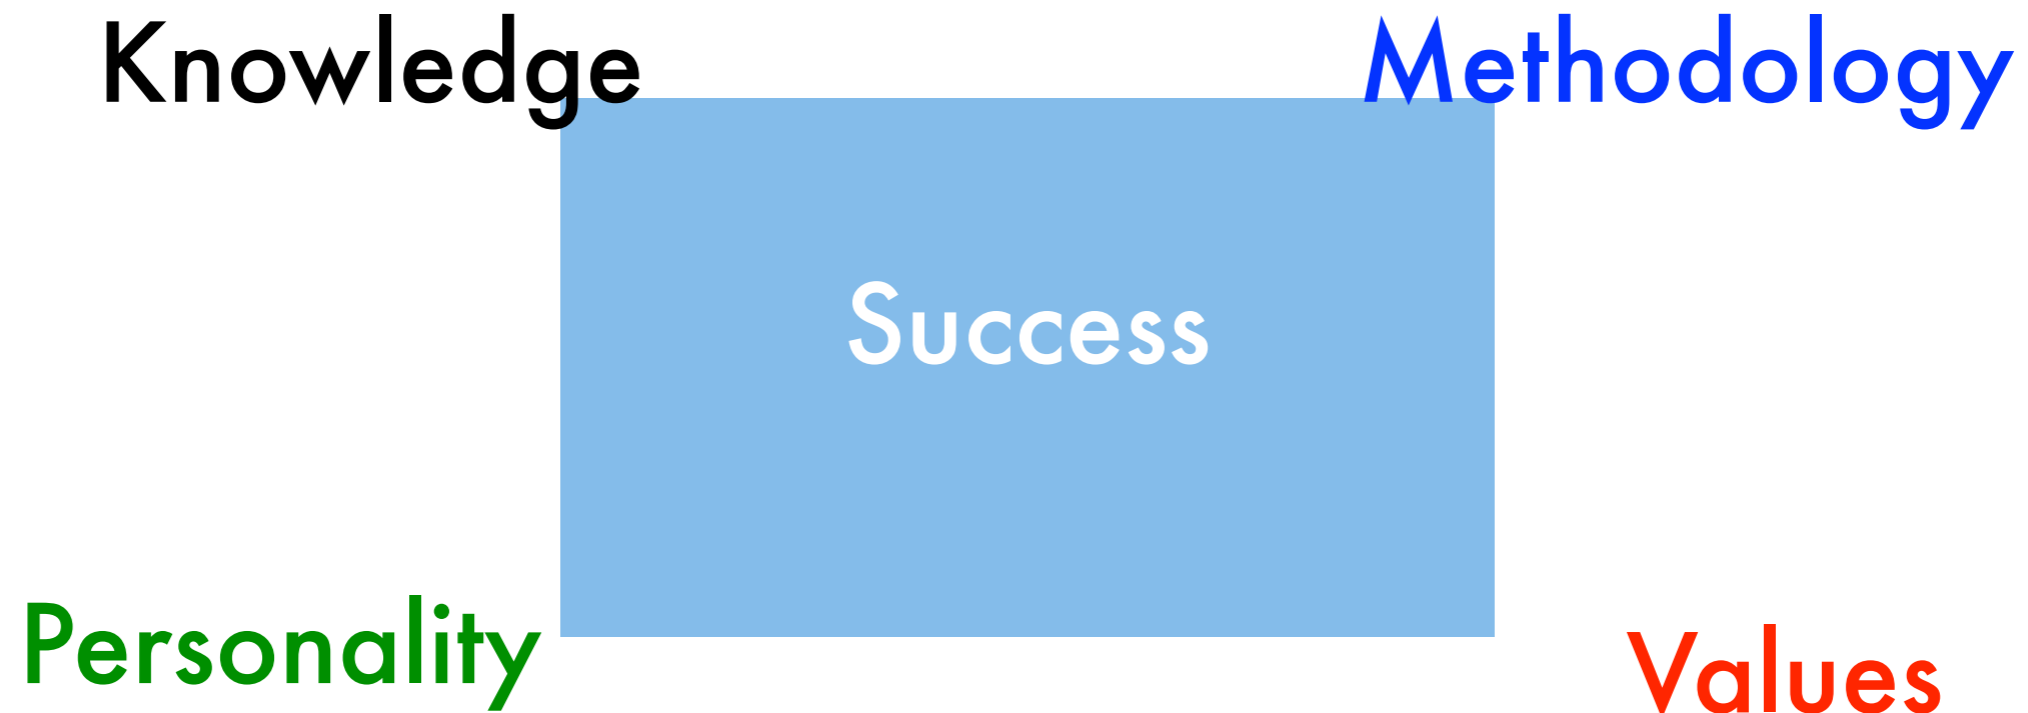 Knowledge
Methodology
Success
Personality
Values